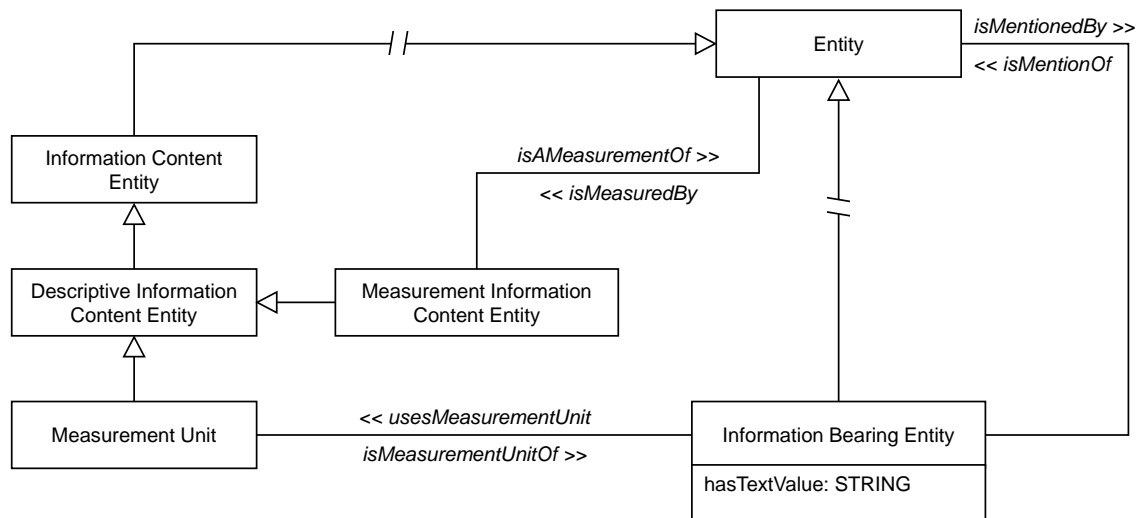 Entity
isMentionedBy >>
<< isMentionOf
Information Content
Entity
isAMeasurementOf >>
<< isMeasuredBy
Descriptive Information
Content Entity
Measurement Information
Content Entity
Measurement Unit
<< usesMeasurementUnit
isMeasurementUnitOf >>
Information Bearing Entity
hasTextValue: STRING